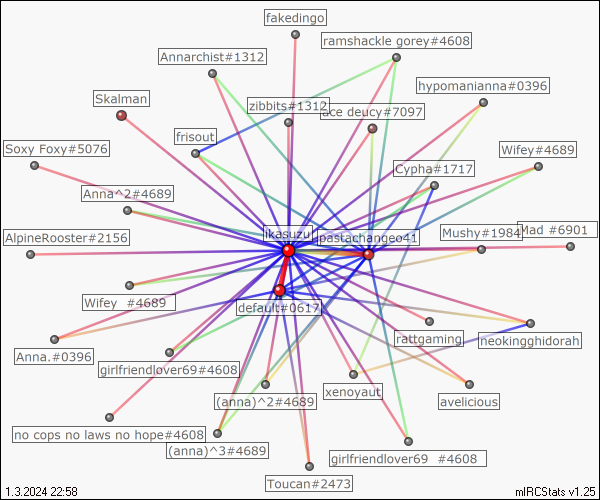 fakedingo
ramshackle gorey#4608
Annarchist#1312
hypomanianna#0396
Skalman
zibbits#1312
ace deucy#7097
frisout
Soxy Foxy#5076
Wifey#4689
Cypha#1717
Anna^2#4689
ikasuzu
pastachangeo41
Mushy#1984
Mad #6901
AlpineRooster#2156
Wifey  #4689
default#0617
rattgaming
neokingghidorah
Anna.#0396
girlfriendlover69#4608
(anna)^2#4689
xenoyaut
avelicious
no cops no laws no hope#4608
(anna)^3#4689
girlfriendlover69  #4608
Toucan#2473
1.3.2024 22:58
mIRCStats v1.25